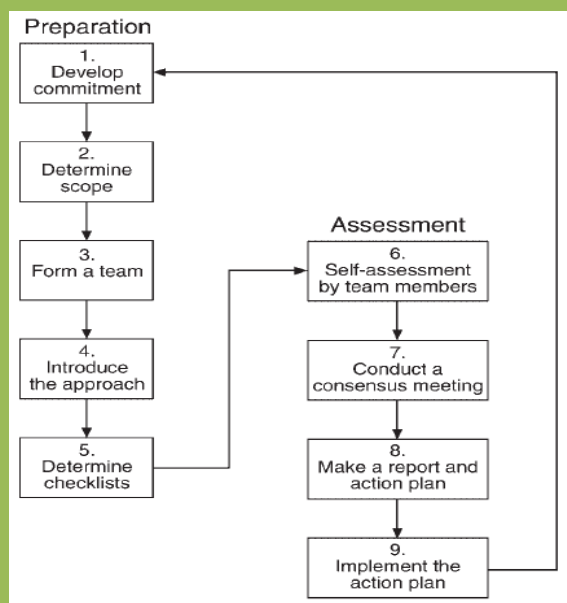 Preparation
1.
Develop
commitment
2.
Determine
scope
3.
Form a team
4.
Introduce
the approach
5.
Determine
checklists
Assessment
6.
Self-assessment
by team members
7.
Conduct a
consensus meeting
8.
Make a report and
action plan
9.
Implement the
action plan